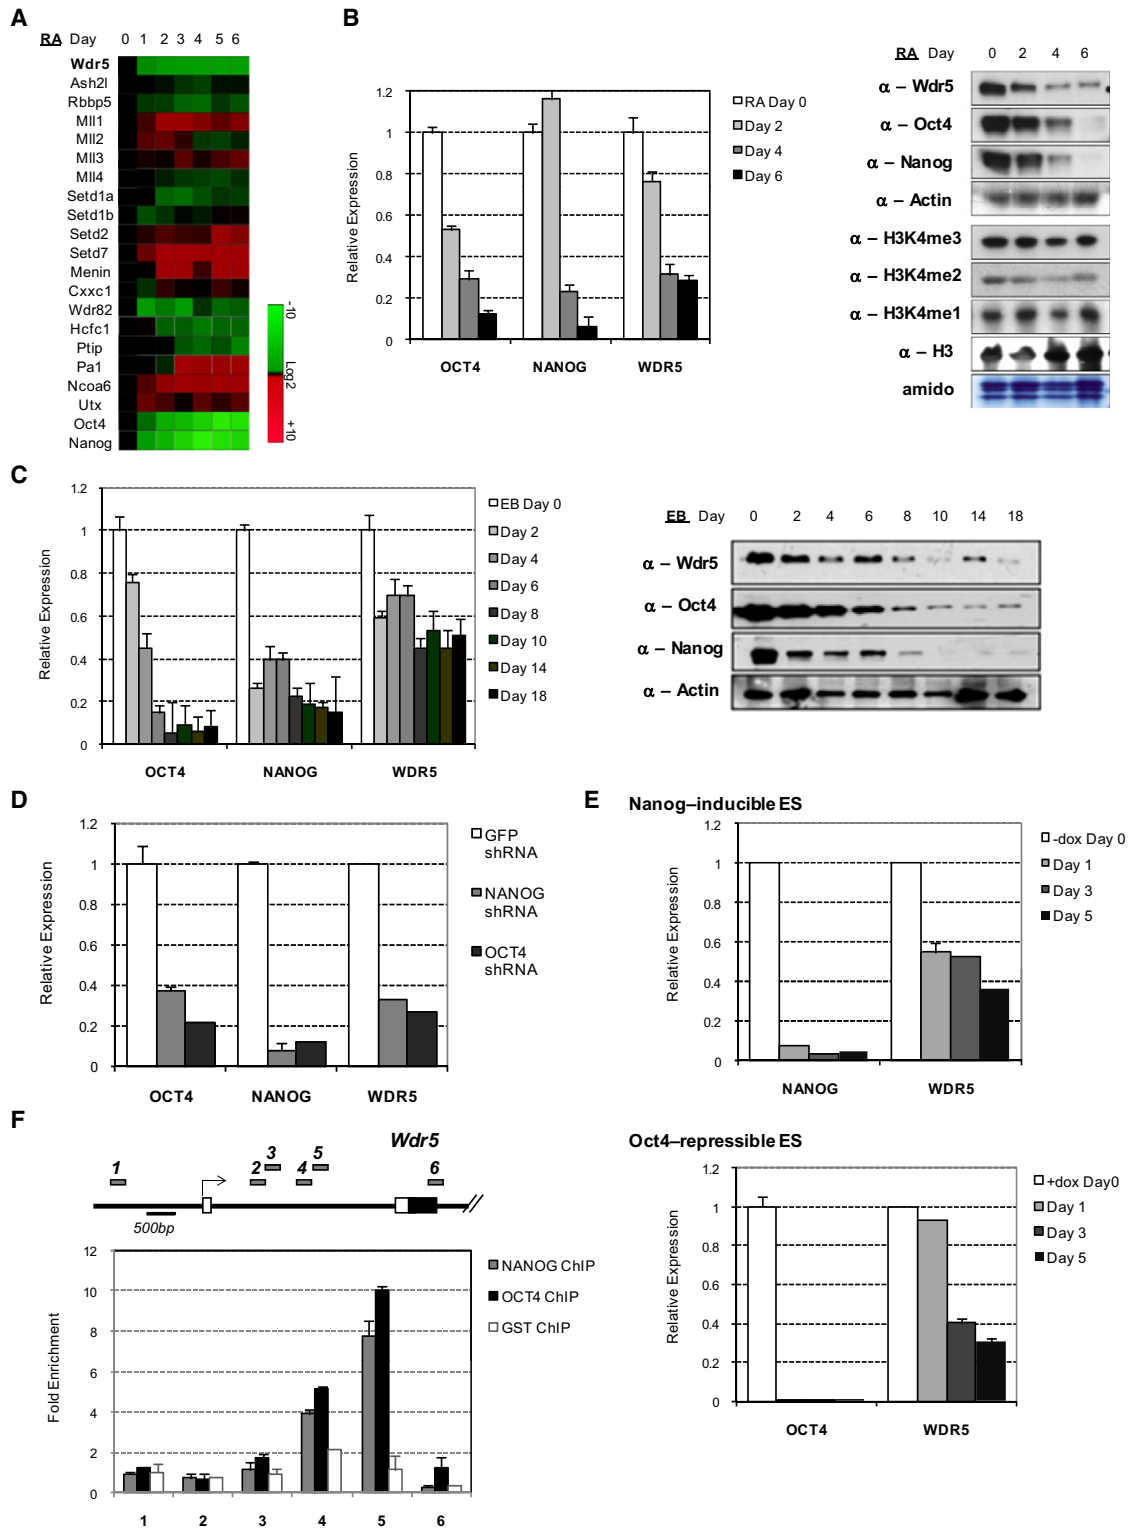 A
RA Day 0 1 2 3 4 5 6
Wdr5
Ash2l
Rbbp5
Mll1
Mll2
Mll3
Mll4
Setd1a
Setd1b
Setd2
Setd7
Menin
Cxxc1
Wdr82
Hcfc1
Ptip
Pa1
Ncoa6
Utx
Oct4
Nanog
-10
Log2
+10
B
Relative Expression
1.2
1
0.8
0.6
0.4
0.2
0
OCT4 NANOG WDR5
RA Day 0
Day 2
Day 4
Day 6
RA Day 0 2 4 6
α – Wdr5
α – Oct4
α – Nanog
α – Actin
α – H3K4me3
α – H3K4me2
α – H3K4me1
α – H3
amido
C
Relative Expression
1.2
1
0.8
0.6
0.4
0.2
0
OCT4 NANOG WDR5
EB Day 0
Day 2
Day 4
Day 6
Day 8
Day 10
Day 14
Day 18
EB Day 0 2 4 6 8 10 14 18
α – Wdr5
α – Oct4
α – Nanog
α – Actin
D
Relative Expression
1.2
1
0.8
0.6
0.4
0.2
0
OCT4 NANOG WDR5
GFP
shRNA
NANOG
shRNA
OCT4
shRNA
E
Nanog–inducible ES
Relative Expression
1.2
1
0.8
0.6
0.4
0.2
0
NANOG WDR5
-dox Day 0
Day 1
Day 3
Day 5
Oct4–repressible ES
Relative Expression
1.2
1
0.8
0.6
0.4
0.2
0
OCT4 WDR5
+dox Day0
Day 1
Day 3
Day 5
F
Wdr5
1 2 3 4 5 6
500bp
Fold Enrichment
12
10
8
6
4
2
0
1 2 3 4 5 6
NANOG ChIP
OCT4 ChIP
GST ChIP